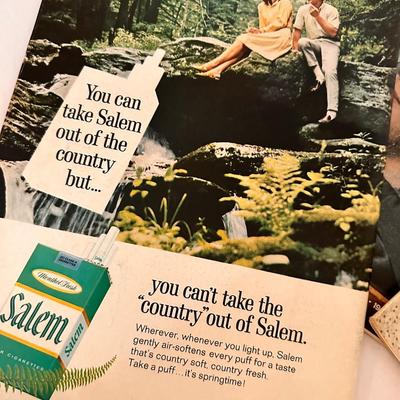 You can
take Salem
out of the
country
but...
you can't take the
"country" out of Salem.
Wherever, whenever you light up, Salem
gently air-softens every puff for a taste
that's country soft, country fresh.
Take a puff...it's springtime!
Menthol Fresh
Salem
CIGARETTES
Salem